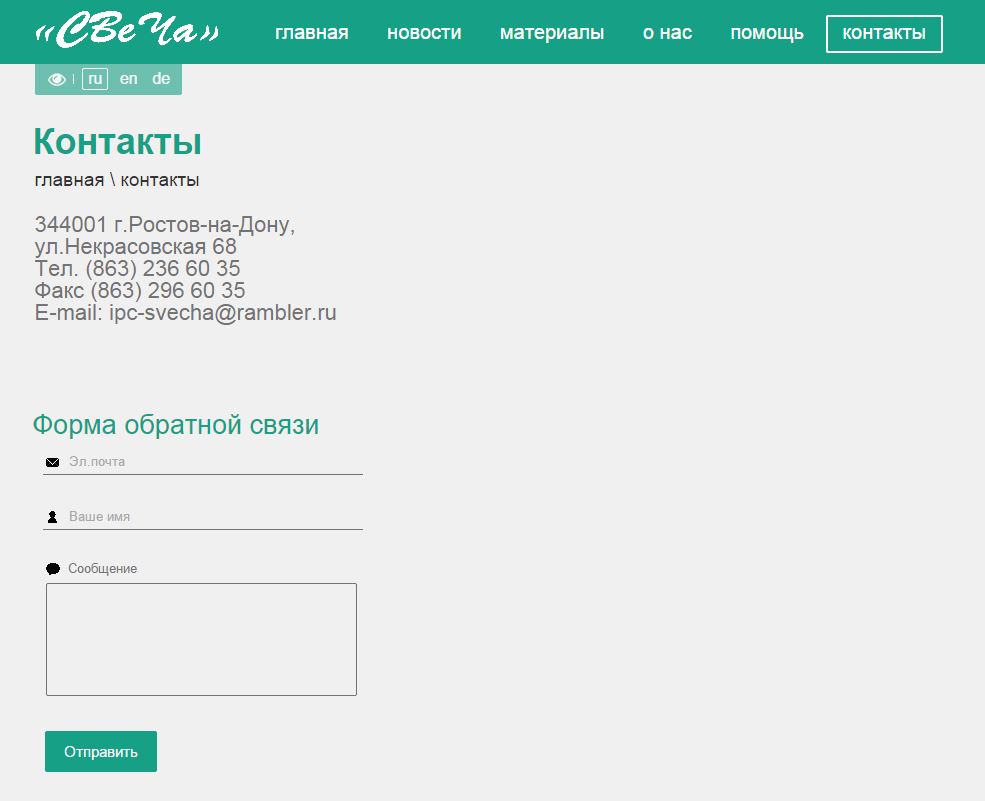 «СВеЧа» главная новости материалы о нас помощь контакты
ru en de
Контакты
главная \ контакты
344001 г.Ростов-на-Дону,
ул.Некрасовская 68
Тел. (863) 236 60 35
Факс (863) 296 60 35
E-mail: ipc-svecha@rambler.ru
Форма обратной связи
Эл.почта
Ваше имя
Сообщение
Отправить